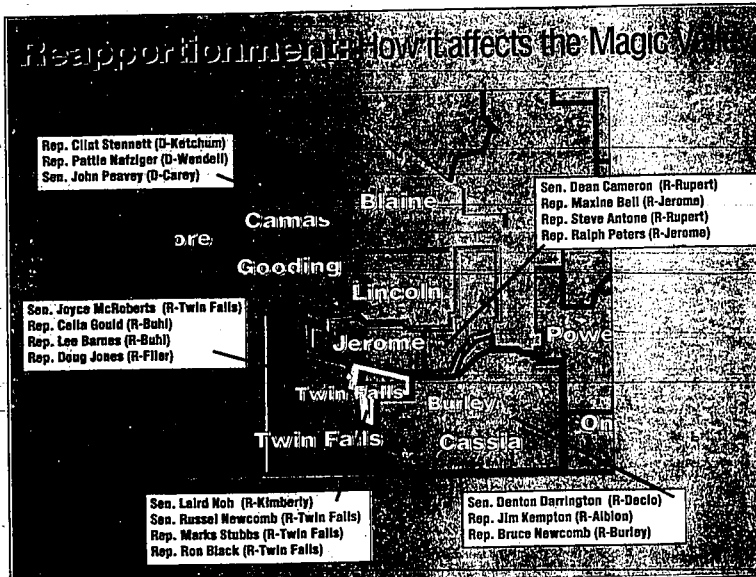 Reapportionment: How it affects the Magic
Rep. Clint Stennett (D-Ketchum)
Rep. Pattie Nafziger (D-Wendell)
Sen. John Peavey (D-Carey)
Sen. Dean Cameron (R-Rupert)
Rep. Maxine Bell (R-Jerome)
Rep. Steve Antone (R-Rupert)
Rep. Ralph Peters (R-Jerome)
Blaine
Camas
ore
Gooding
Lincoln
Sen. Joyce McRoberts (R-Twin Falls)
Rep. Celia Gould (R-Buhl)
Rep. Lee Barnes (R-Buhl)
Rep. Doug Jones (R-Filer)
Jerome
Powe
Twin Falls
Burley
On
Twin Falls
Cassia
Sen. Laird Noh (R-Kimberly)
Sen. Russel Newcomb (R-Twin Falls)
Rep. Marks Stubbs (R-Twin Falls)
Rep. Ron Black (R-Twin Falls)
Sen. Denton Darrington (R-Declo)
Rep. Jim Kempton (R-Albion)
Rep. Bruce Newcomb (R-Burley)